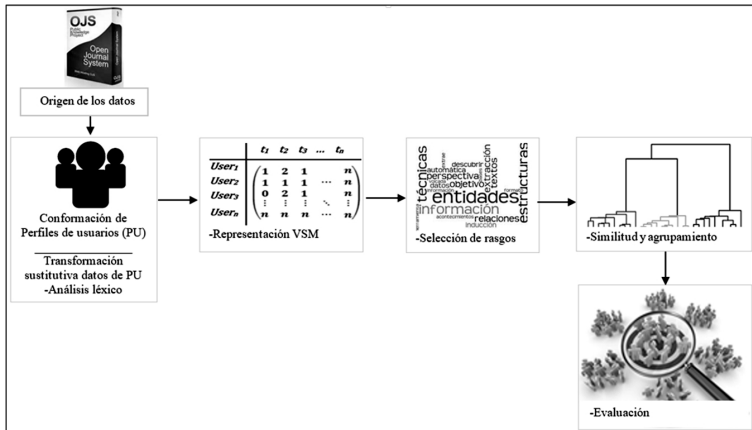 OJS
Open
Journal
System
Origen de los datos
Conformación de
Perfiles de usuarios (PU)
Transformación
sustitutiva datos de PU
-Análisis léxico
t1 t2 t3 ... tn
User1 1 2 1 n
User2 1 1 1 ... n
User3 0 2 1 n
⋮ ⋮ ⋮ ⋱ ⋮
Usern n n n ... n
-Representación VSM
técnicas
automática
descubrir
perspectiva
datos
objetivo
extracción
textos
entidades
información
acontecimientos
relaciones
inducción
estructuras
-Selección de rasgos
-Similitud y agrupamiento
-Evaluación